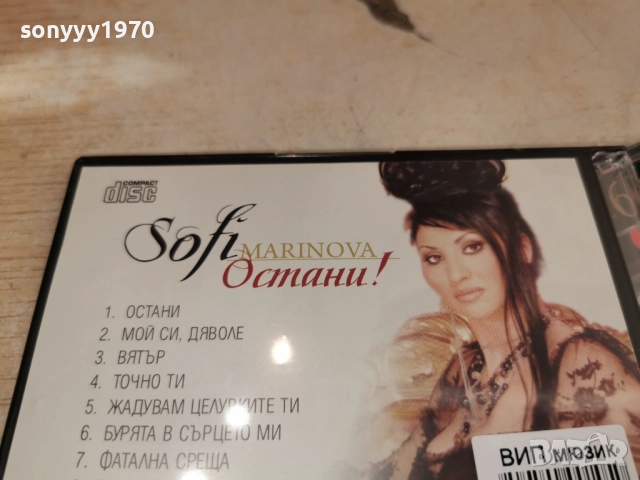 sonyyy1970
COMPACT
disc
Sofi
MARINOVA
Остани!
1. ОСТАНИ
2. МОЙ СИ, ДЯВОЛЕ
3. ВЯТЪР
4. ТОЧНО ТИ
5. ЖАДУВАМ ЦЕЛУВКИТЕ ТИ
6. БУРЯТА В СЪРЦЕТО МИ
7. ФАТАЛНА СРЕЩА
ВИП МЮЗИК
BAZAR